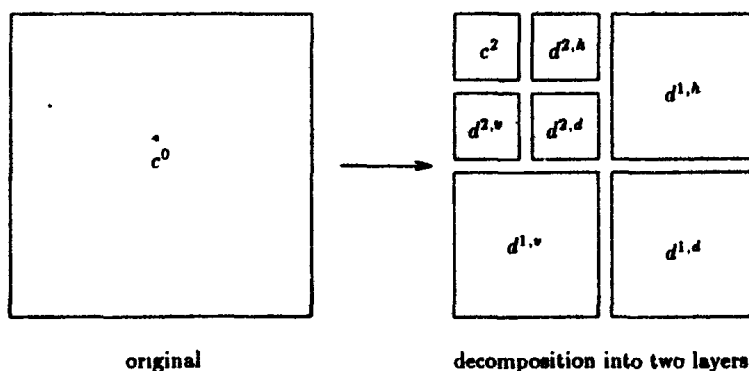 c⁰
c²
d²,ʰ
d¹,ʰ
d²,ᵛ
d²,ᵈ
d¹,ᵛ
d¹,ᵈ
original
decomposition into two layers